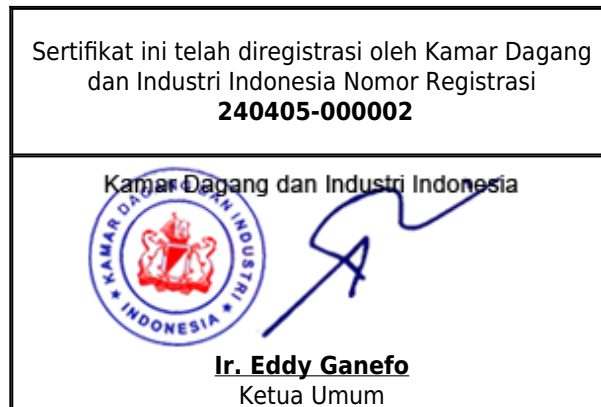 Sertifikat ini telah diregistrasi oleh Kamar Dagang
dan Industri Indonesia Nomor Registrasi
240405-000002
Kamar Dagang dan Industri Indonesia
KAMAR DAGANG DAN INDUSTRI
★ INDONESIA ★
Ir. Eddy Ganefo
Ketua Umum